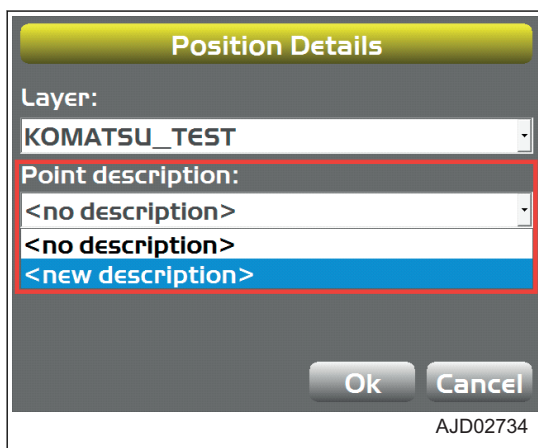 Position Details
Layer:
KOMATSU_TEST
Point description:
<no description>
<no description>
<new description>
Ok Cancel
AJD02734